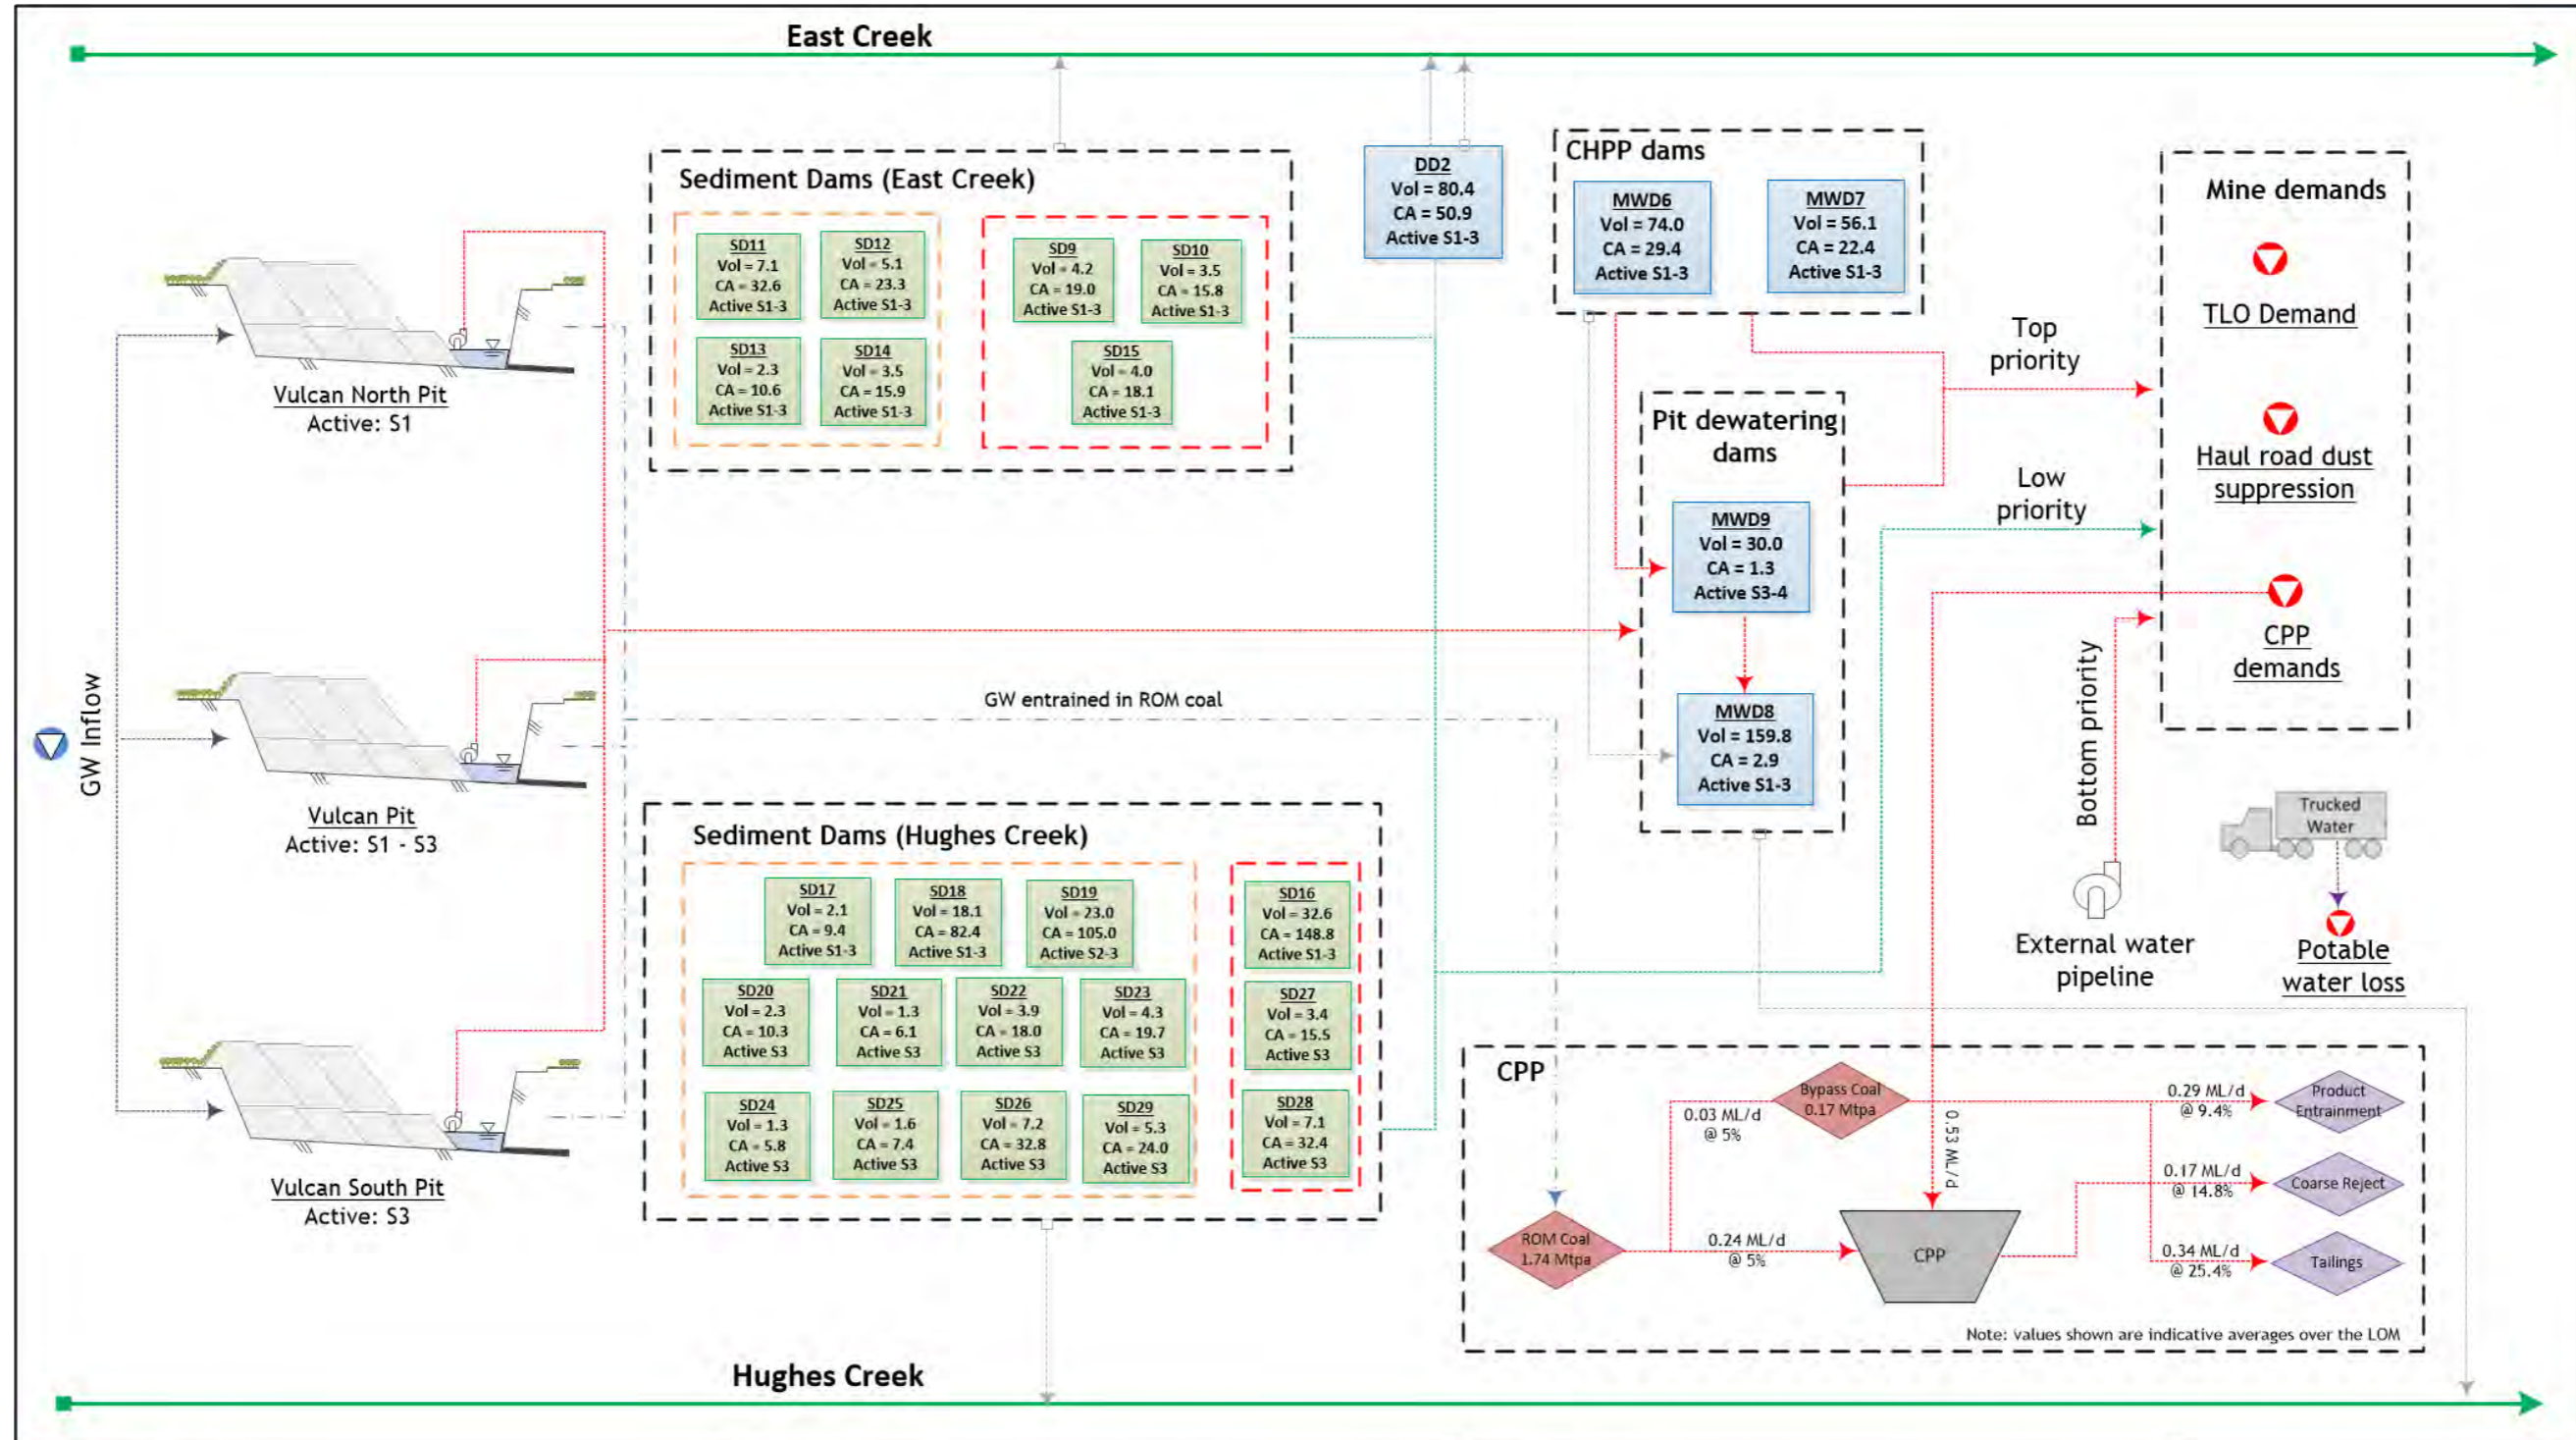 East Creek
GW Inflow
Vulcan North Pit
Active: S1
Vulcan Pit
Active: S1 - S3
Vulcan South Pit
Active: S3
Sediment Dams (East Creek)
SD11
Vol = 7.1
CA = 32.6
Active S1-3
SD12
Vol = 5.1
CA = 23.3
Active S1-3
SD13
Vol = 2.3
CA = 10.6
Active S1-3
SD14
Vol = 3.5
CA = 15.9
Active S1-3
SD9
Vol = 4.2
CA = 19.0
Active S1-3
SD10
Vol = 3.5
CA = 15.8
Active S1-3
SD15
Vol = 4.0
CA = 18.1
Active S1-3
DD2
Vol = 80.4
CA = 50.9
Active S1-3
CHPP dams
MWD6
Vol = 74.0
CA = 29.4
Active S1-3
MWD7
Vol = 56.1
CA = 22.4
Active S1-3
Pit dewatering
dams
MWD9
Vol = 30.0
CA = 1.3
Active S3-4
MWD8
Vol = 159.8
CA = 2.9
Active S1-3
Top
priority
Low
priority
Bottom priority
Mine demands
TLO Demand
Haul road dust
suppression
CPP
demands
Trucked
Water
Potable
water loss
External water
pipeline
GW entrained in ROM coal
Sediment Dams (Hughes Creek)
SD17
Vol = 2.1
CA = 9.4
Active S1-3
SD18
Vol = 18.1
CA = 82.4
Active S1-3
SD19
Vol = 23.0
CA = 105.0
Active S2-3
SD20
Vol = 2.3
CA = 10.3
Active S3
SD21
Vol = 1.3
CA = 6.1
Active S3
SD22
Vol = 3.9
CA = 18.0
Active S3
SD23
Vol = 4.3
CA = 19.7
Active S3
SD24
Vol = 1.3
CA = 5.8
Active S3
SD25
Vol = 1.6
CA = 7.4
Active S3
SD26
Vol = 7.2
CA = 32.8
Active S3
SD29
Vol = 5.3
CA = 24.0
Active S3
SD16
Vol = 32.6
CA = 148.8
Active S1-3
SD27
Vol = 3.4
CA = 15.5
Active S3
SD28
Vol = 7.1
CA = 32.4
Active S3
CPP
ROM Coal
1.74 Mtpa
0.03 ML/d
@ 5%
Bypass Coal
0.17 Mtpa
0.24 ML/d
@ 5%
0.53 ML/d
CPP
0.29 ML/d
@ 9.4%
Product
Entrainment
0.17 ML/d
@ 14.8%
Coarse Reject
0.34 ML/d
@ 25.4%
Tailings
Note: values shown are indicative averages over the LOM
Hughes Creek